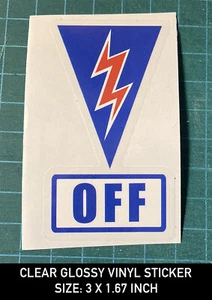 OFF
CLEAR GLOSSY VINYL STICKER
SIZE: 3 X 1.67 INCH